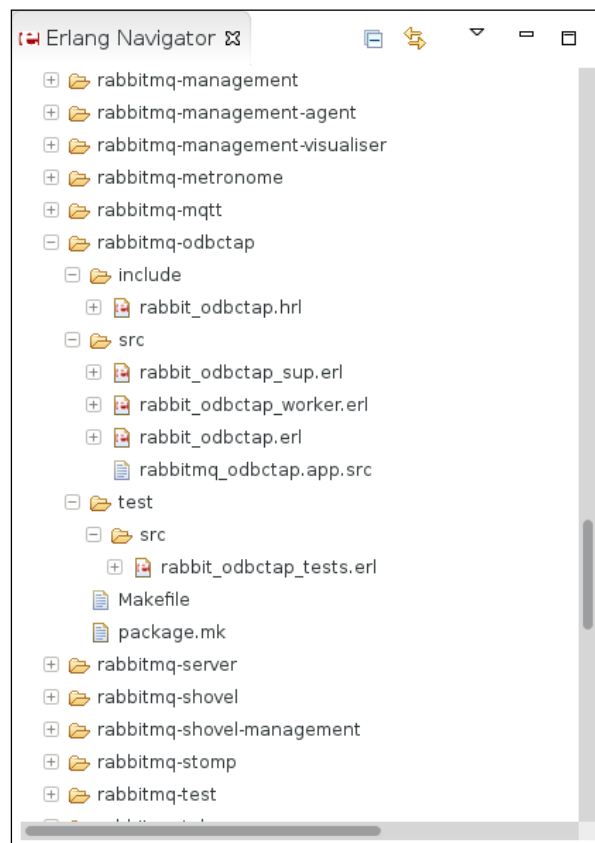 Erlang Navigator
rabbitmq-management
rabbitmq-management-agent
rabbitmq-management-visualiser
rabbitmq-metronome
rabbitmq-mqtt
rabbitmq-odbctap
include
rabbit_odbctap.hrl
src
rabbit_odbctap_sup.erl
rabbit_odbctap_worker.erl
rabbit_odbctap.erl
rabbitmq_odbctap.app.src
test
src
rabbit_odbctap_tests.erl
Makefile
package.mk
rabbitmq-server
rabbitmq-shovel
rabbitmq-shovel-management
rabbitmq-stomp
rabbitmq-test